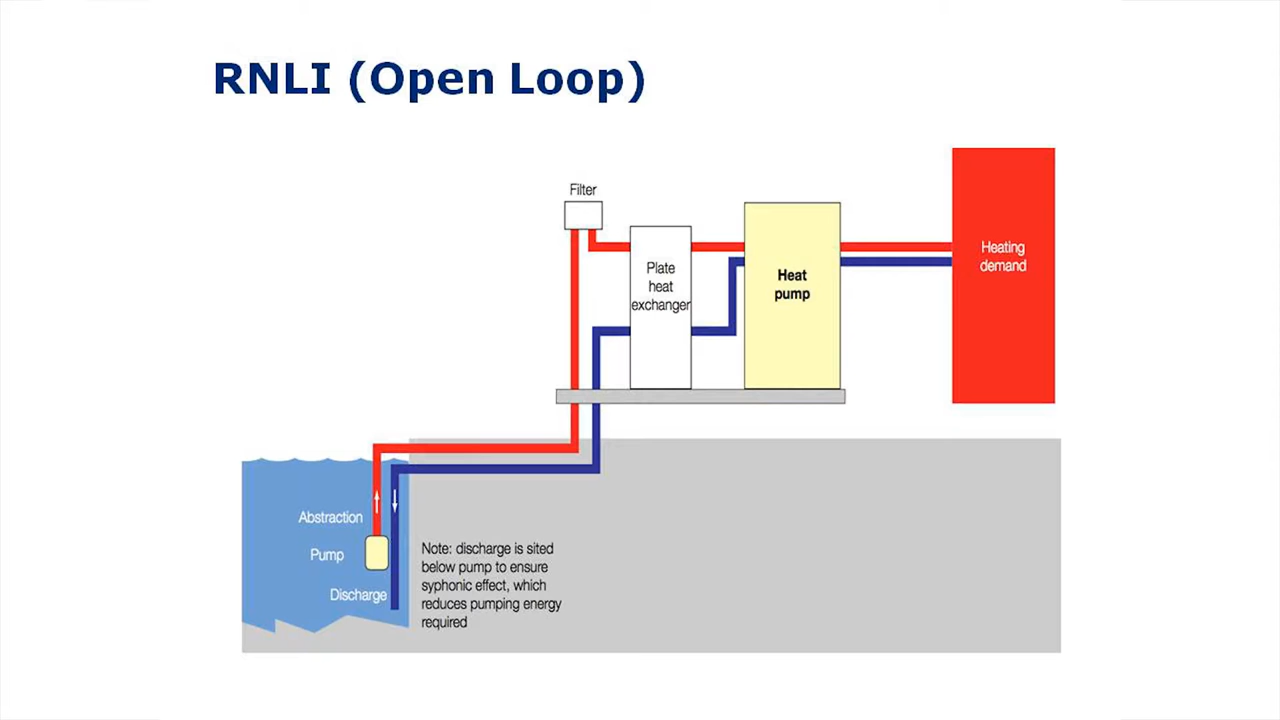 RNLI (Open Loop)
Filter
Plate
heat
exchanger
Heat
pump
Heating
demand
Abstraction
Pump
Discharge
Note: discharge is sited
below pump to ensure
syphonic effect, which
reduces pumping energy
required